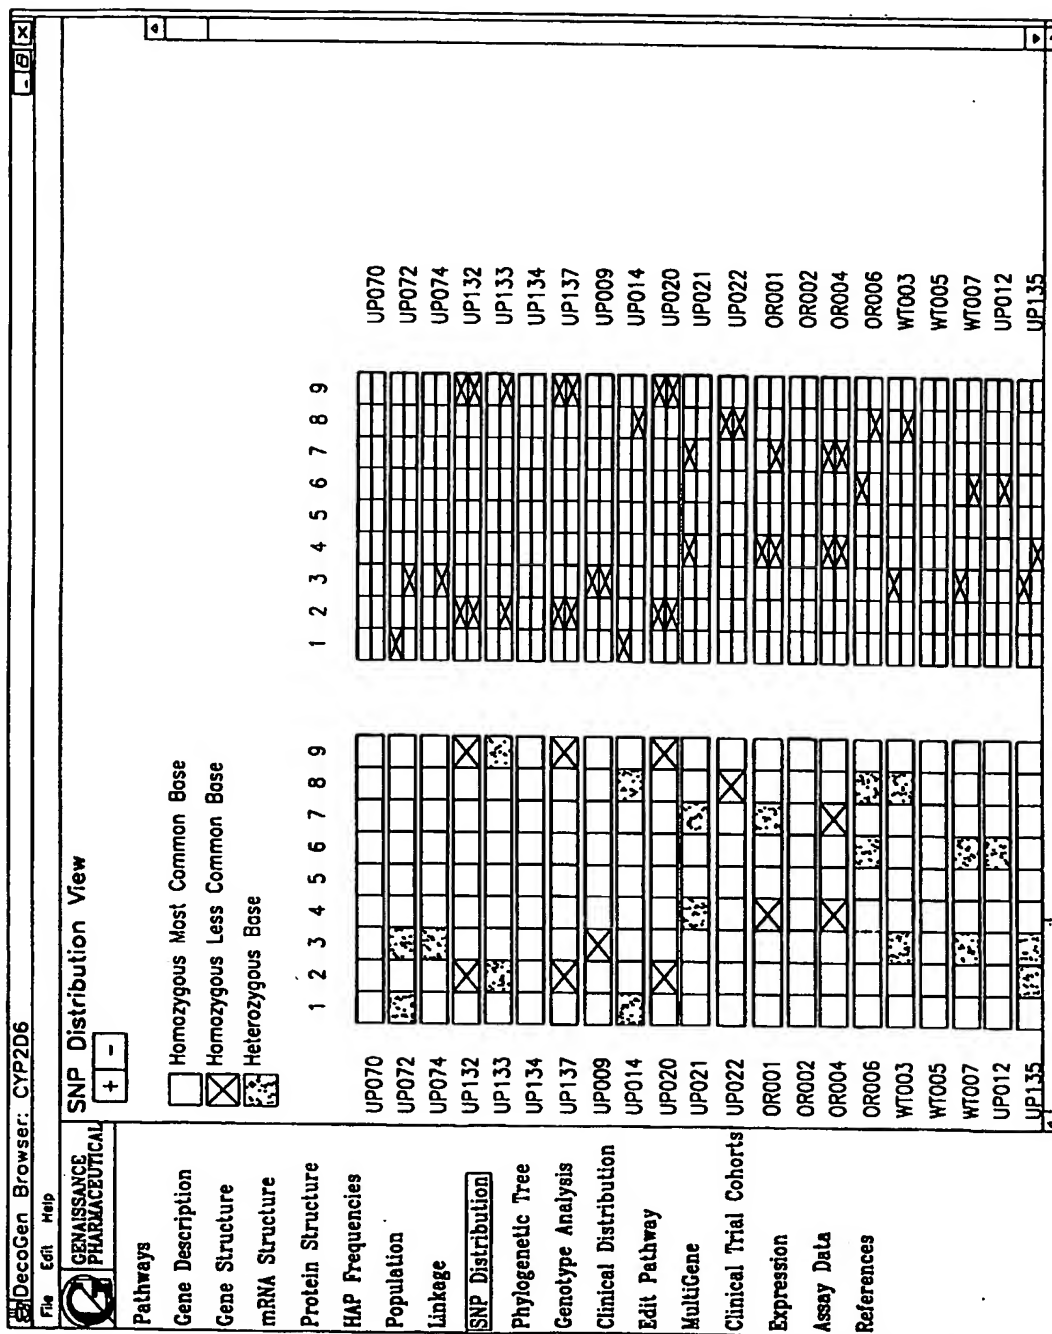 DecoGen Browser: CYP2D6
File Edit Help
GENAISSANCE
PHARMACEUTICAL
Pathways
Gene Description
Gene Structure
mRNA Structure
Protein Structure
HAP Frequencies
Population
Linkage
SNP Distribution
Phylogenetic Tree
Genotype Analysis
Clinical Distribution
Edit Pathway
MultiGene
Clinical Trial Cohorts
Expression
Assay Data
References
SNP Distribution View
+ -
Homozygous Most Common Base
Homozygous Less Common Base
Heterozygous Base
1 2 3 4 5 6 7 8 9 1 2 3 4 5 6 7 8 9
UP070 UP070
UP072 UP072
UP074 UP074
UP132 UP132
UP133 UP133
UP134 UP134
UP137 UP137
UP009 UP009
UP014 UP014
UP020 UP020
UP021 UP021
UP022 UP022
OR001 OR001
OR002 OR002
OR004 OR004
OR006 OR006
WT003 WT003
WT005 WT005
WT007 WT007
UP012 UP012
UP135 UP135